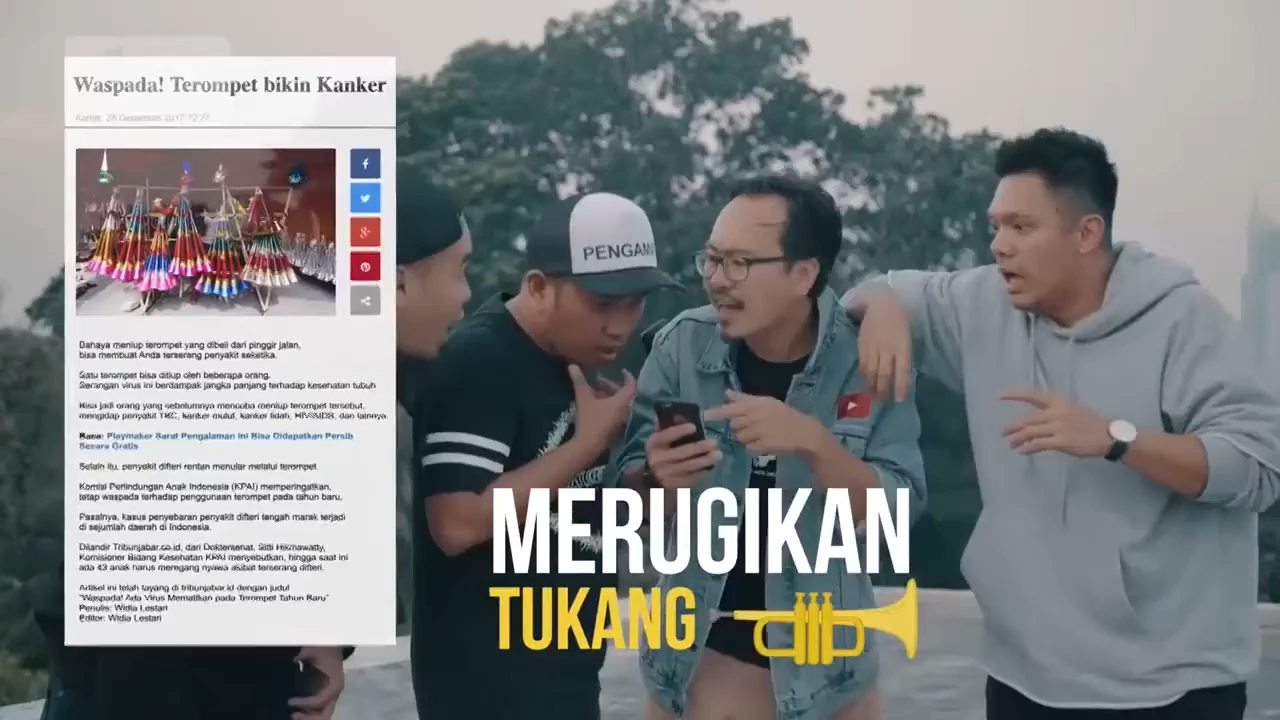 Waspada! Terompet bikin Kanker
Kamis, 28 Desember 2017 12:27
Bahaya meniup terompet yang dibeli dari pinggir jalan,
bisa membuat Anda terserang penyakit seketika.
Satu terompet bisa ditiup oleh beberapa orang.
Serangan virus ini berdampak jangka panjang terhadap kesehatan tubuh
Bisa jadi orang yang sebelumnya mencoba meniup terompet tersebut,
mengidap penyakit TBC, kanker mulut, kanker lidah, HIV/AIDS, dan lainnya.
Baca: Playmaker Sarat Pengalaman Ini Bisa Didapatkan Persib
Secara Gratis
Selain itu, penyakit difteri rentan menular melalui terompet
Komisi Perlindungan Anak Indonesia (KPAI) memperingatkan,
tetap waspada terhadap penggunaan terompet pada tahun baru.
Pasalnya, kasus penyebaran penyakit difteri tengah marak terjadi
di sejumlah daerah di Indonesia.
Dilandir Tribunjabar.co.id, dari Doktersehat, Sitti Hikmawatty,
Komisioner Bidang Kesehatan KPAI menyebutkan, hingga saat ini
ada 43 anak harus meregang nyawa akibat terserang difteri.
Artikel ini telah tayang di tribunjabar.id dengan judul
"Waspada! Ada Virus Mematikan pada Terompet Tahun Baru"
Penulis: Widia Lestari
Editor: Widia Lestari
PENGAM
MERUGIKAN
TUKANG